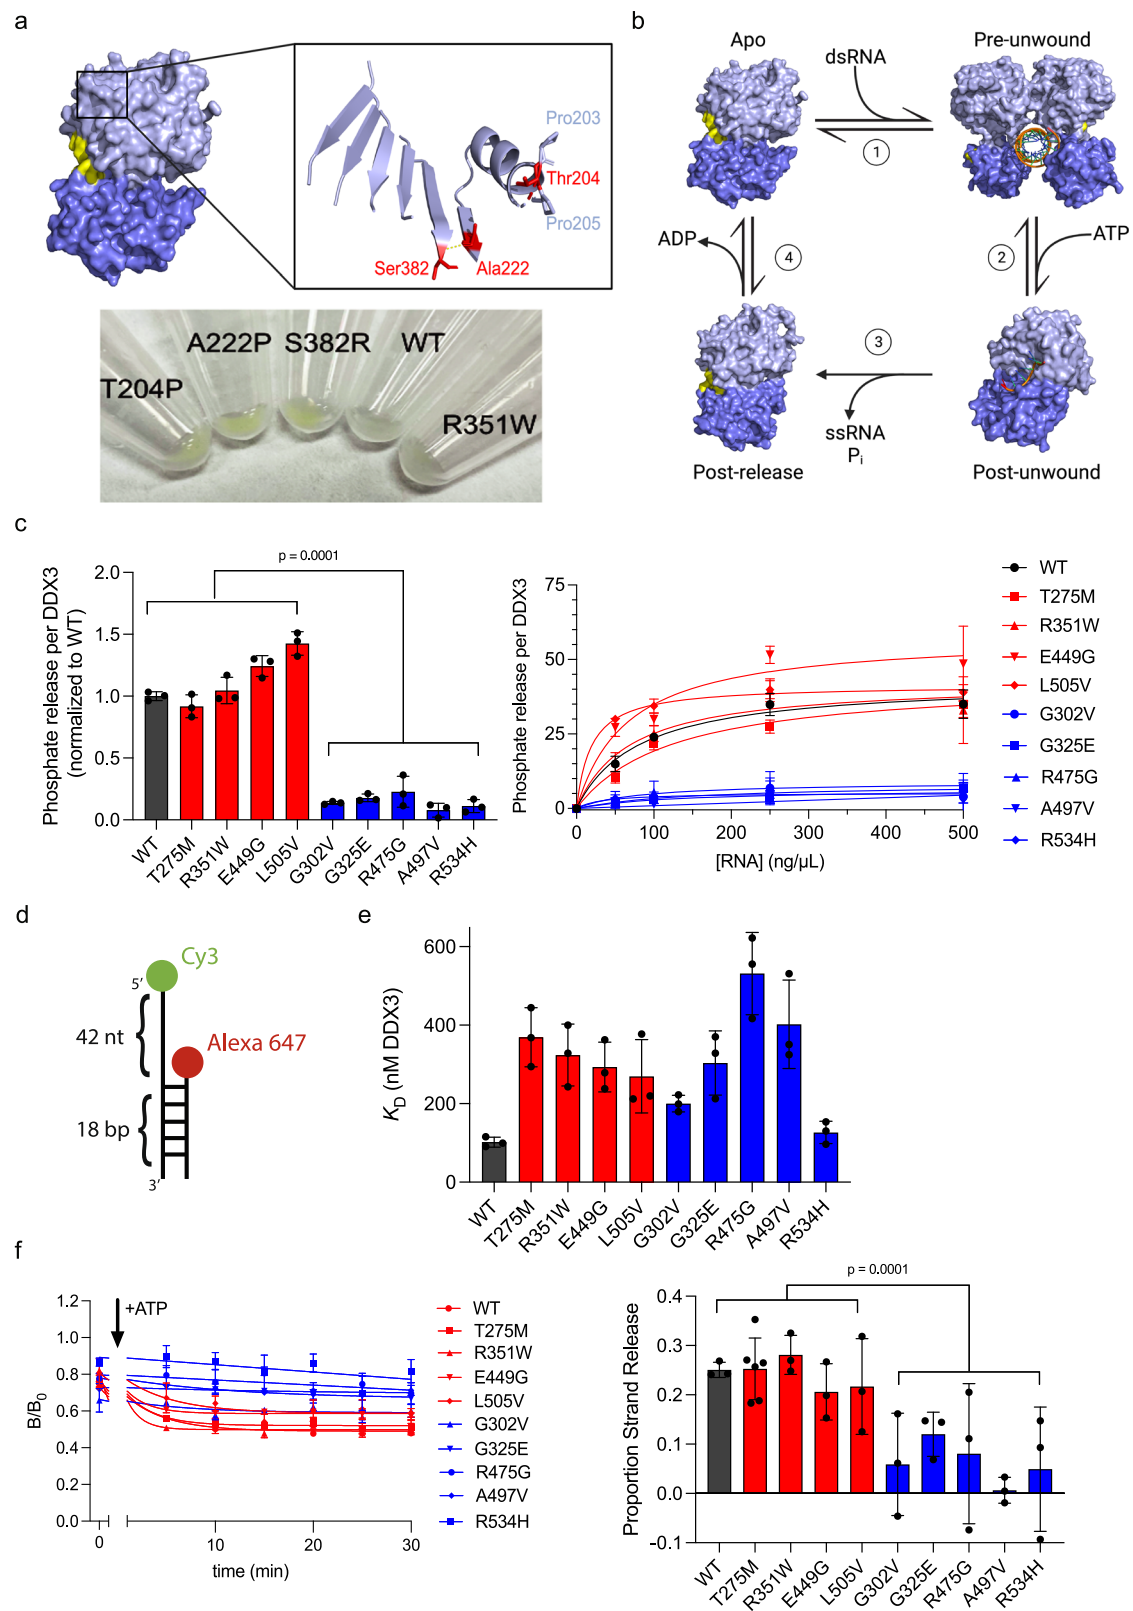 a
Pro203
Thr204
Pro205
Ser382
Ala222
A222P
S382R
WT
T204P
R351W
b
Apo
Pre-unwound
dsRNA
1
ADP
4
2
ATP
3
ssRNA
Pi
Post-release
Post-unwound
c
p = 0.0001
Phosphate release per DDX3
(normalized to WT)
2.0
1.5
1.0
0.5
0.0
WT
T275M
R351W
E449G
L505V
G302V
G325E
R475G
A497V
R534H
Phosphate release per DDX3
75
50
25
0
0
100
200
300
400
500
[RNA] (ng/µL)
WT
T275M
R351W
E449G
L505V
G302V
G325E
R475G
A497V
R534H
d
Cy3
5′
42 nt
Alexa 647
18 bp
3′
e
KD (nM DDX3)
600
400
200
0
WT
T275M
R351W
E449G
L505V
G302V
G325E
R475G
A497V
R534H
f
+ATP
B/B0
1.2
1.0
0.8
0.6
0.4
0.2
0.0
0
10
20
30
time (min)
WT
T275M
R351W
E449G
L505V
G302V
G325E
R475G
A497V
R534H
p = 0.0001
Proportion Strand Release
0.4
0.3
0.2
0.1
0.0
-0.1
WT
T275M
R351W
E449G
L505V
G302V
G325E
R475G
A497V
R534H